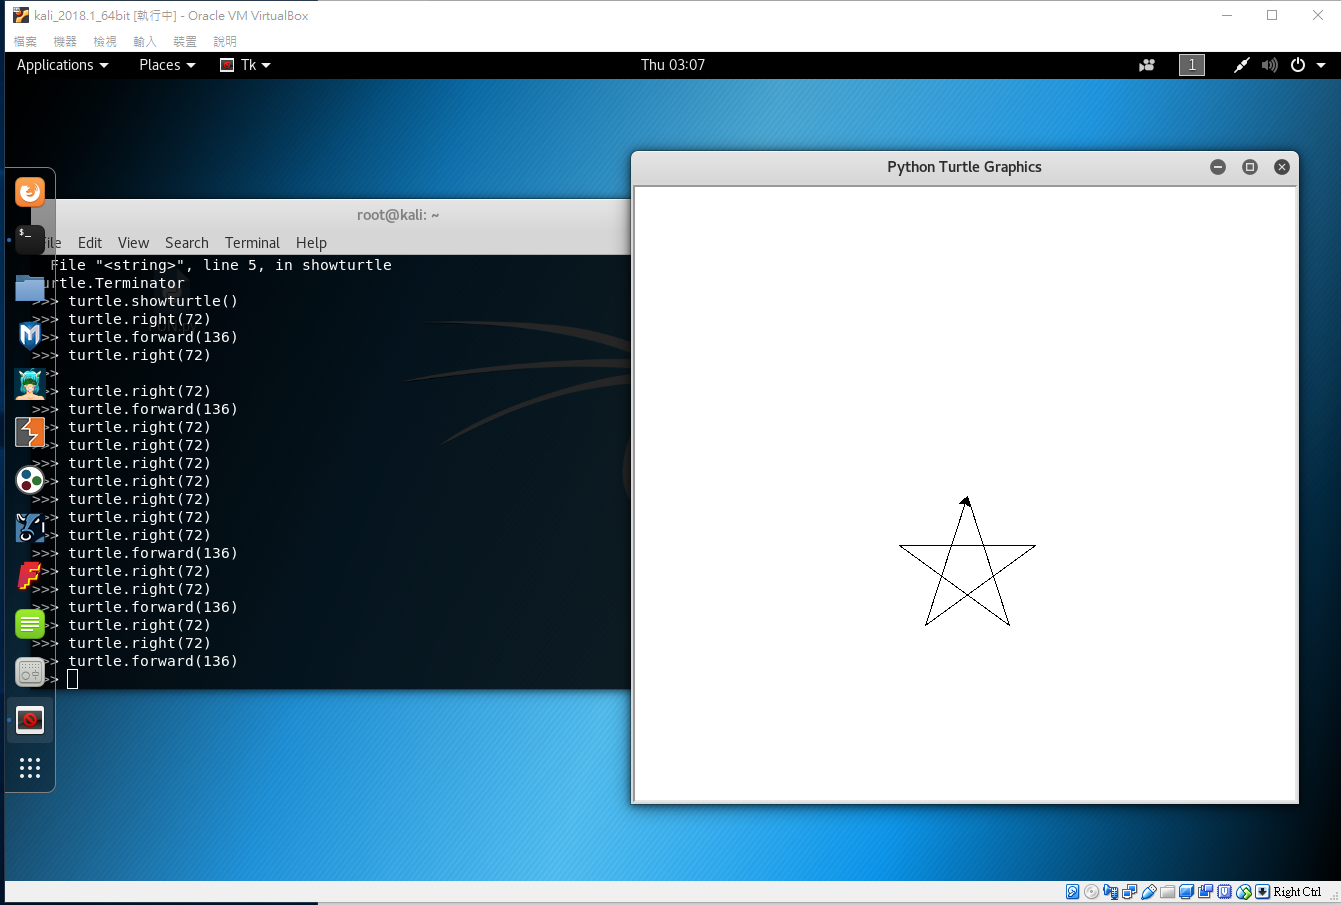 kali_2018.1_64bit [執行中] - Oracle VM VirtualBox
檔案 機器 檢視 輸入 裝置 說明
Applications Places Tk Thu 03:07 1
Python Turtle Graphics
root@kali: ~
File Edit View Search Terminal Help
File "<string>", line 5, in showturtle
urtle.Terminator
>>> turtle.showturtle()
>>> turtle.right(72)
>>> turtle.forward(136)
>>> turtle.right(72)
>>>
>>> turtle.right(72)
>>> turtle.forward(136)
>>> turtle.right(72)
>>> turtle.right(72)
>>> turtle.right(72)
>>> turtle.right(72)
>>> turtle.right(72)
>>> turtle.right(72)
>>> turtle.right(72)
>>> turtle.forward(136)
>>> turtle.right(72)
>>> turtle.right(72)
>>> turtle.forward(136)
>>> turtle.right(72)
>>> turtle.right(72)
>>> turtle.forward(136)
>>>
Right Ctrl